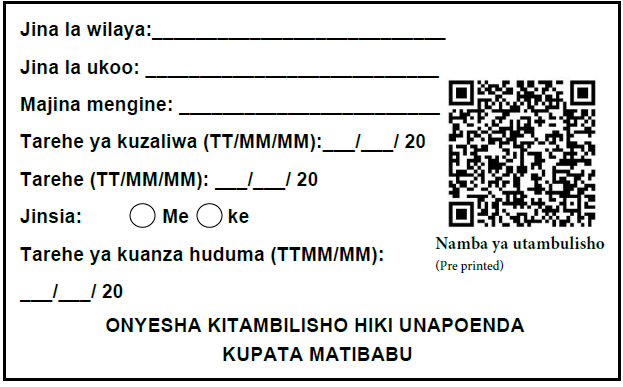 Jina la wilaya:___________________________
Jina la ukoo: ___________________________
Majina mengine: ________________________
Tarehe ya kuzaliwa (TT/MM/MM):___/___/ 20
Tarehe (TT/MM/MM): ___/___/ 20
Jinsia: Me ke
Namba ya utambulisho
(Pre printed)
Tarehe ya kuanza huduma (TTMM/MM):
___/___/ 20
ONYESHA KITAMBILISHO HIKI UNAPOENDA
KUPATA MATIBABU